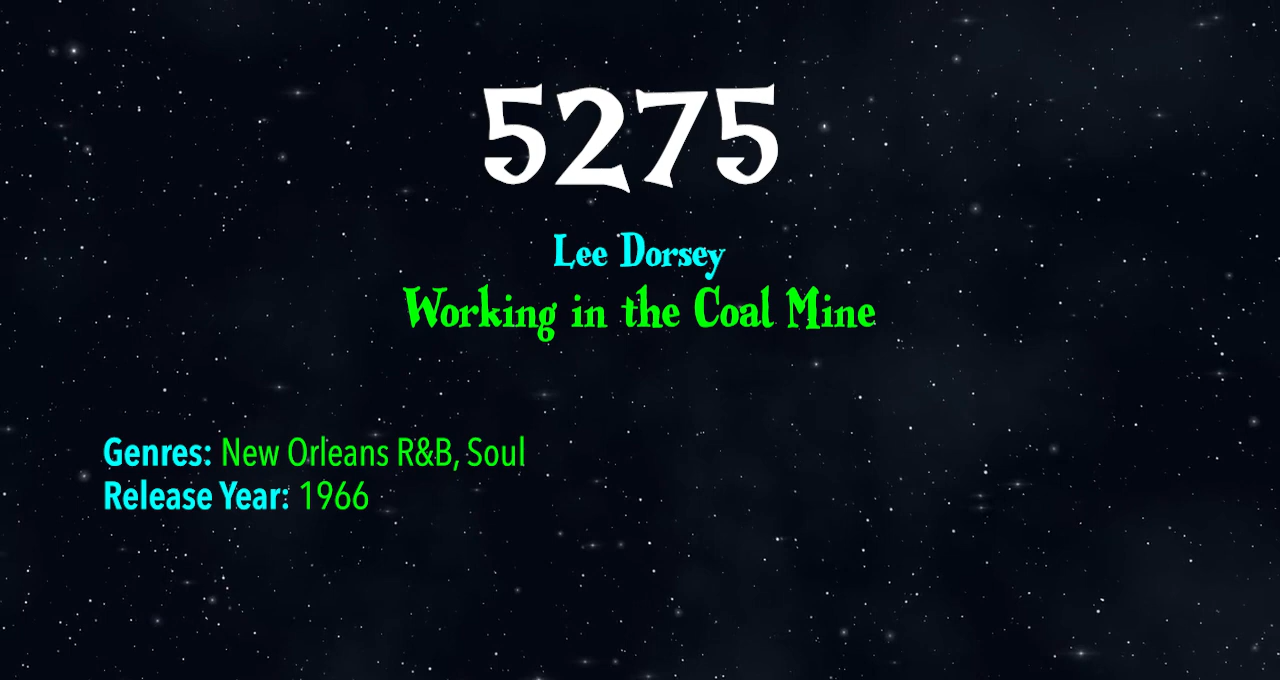 5275
Lee Dorsey
Working in the Coal Mine
Genres: New Orleans R&B, Soul
Release Year: 1966